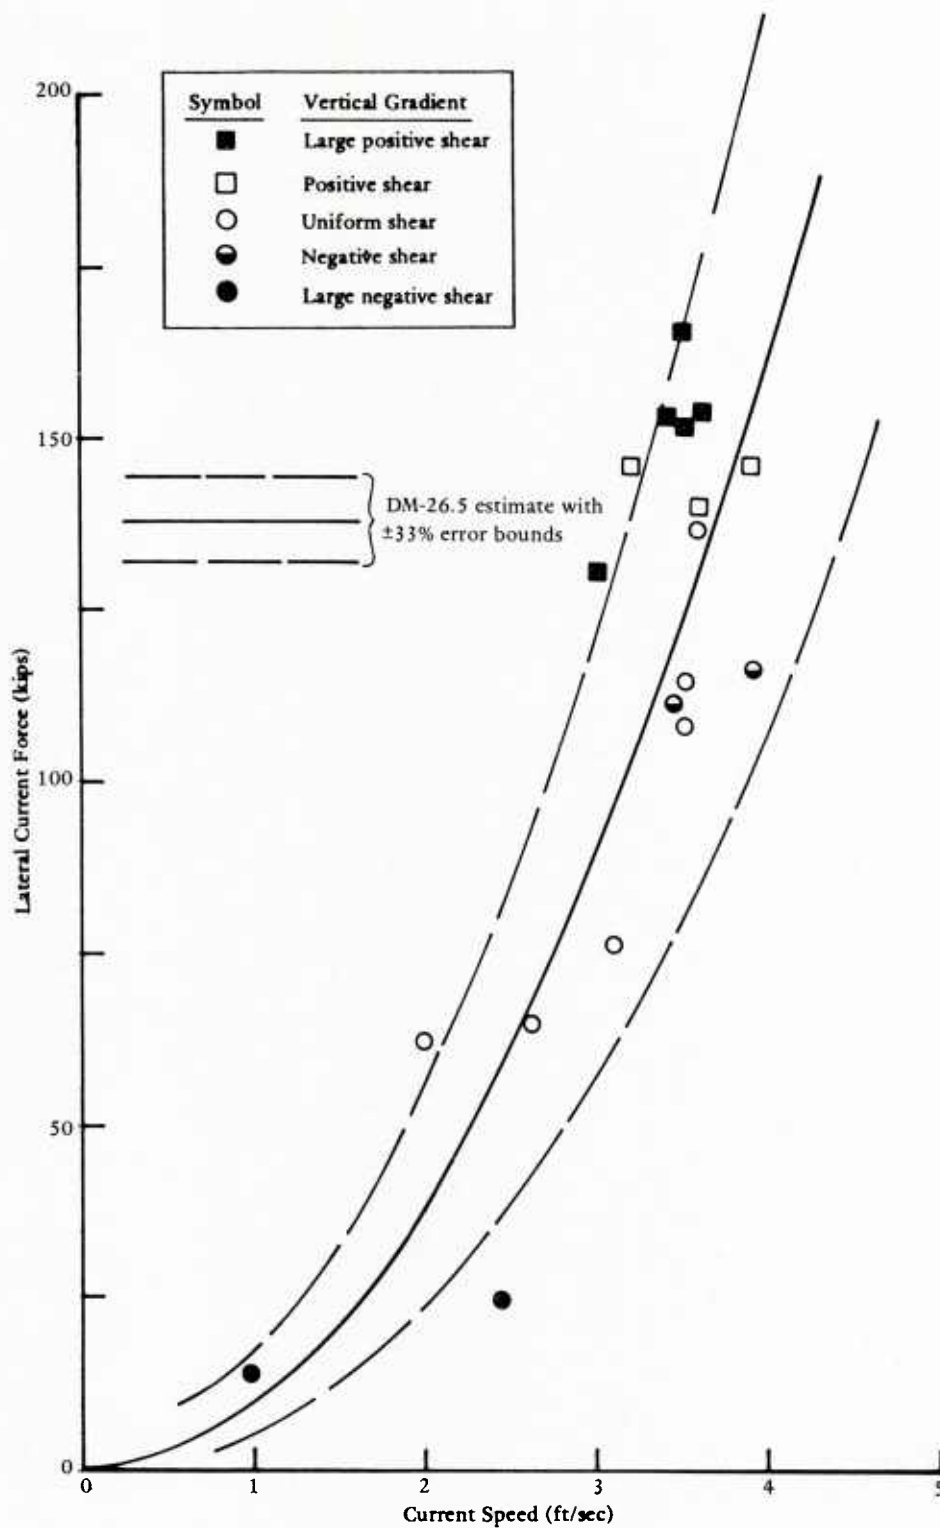 200
Symbol Vertical Gradient
Large positive shear
Positive shear
Uniform shear
Negative shear
Large negative shear
150
DM-26.5 estimate with
±33% error bounds
Lateral Current Force (kips)
100
50
0
0 1 2 3 4 5
Current Speed (ft/sec)